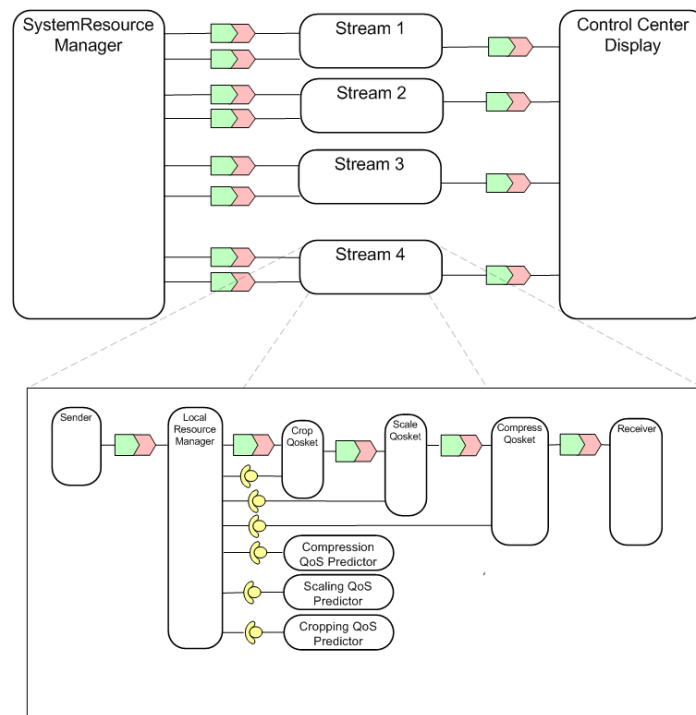 SystemResource
Manager
Stream 1
Control Center
Display
Stream 2
Stream 3
Stream 4
Sender
Local
Resource
Manager
Crop
Qosket
Scale
Qosket
Compress
Qosket
Receiver
Compression
QoS Predictor
Scaling QoS
Predictor
Cropping QoS
Predictor